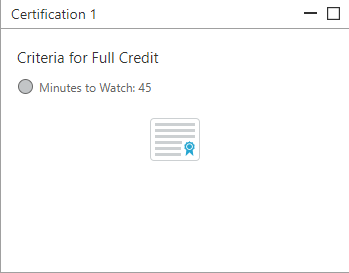 Certification 1
Criteria for Full Credit
Minutes to Watch: 45